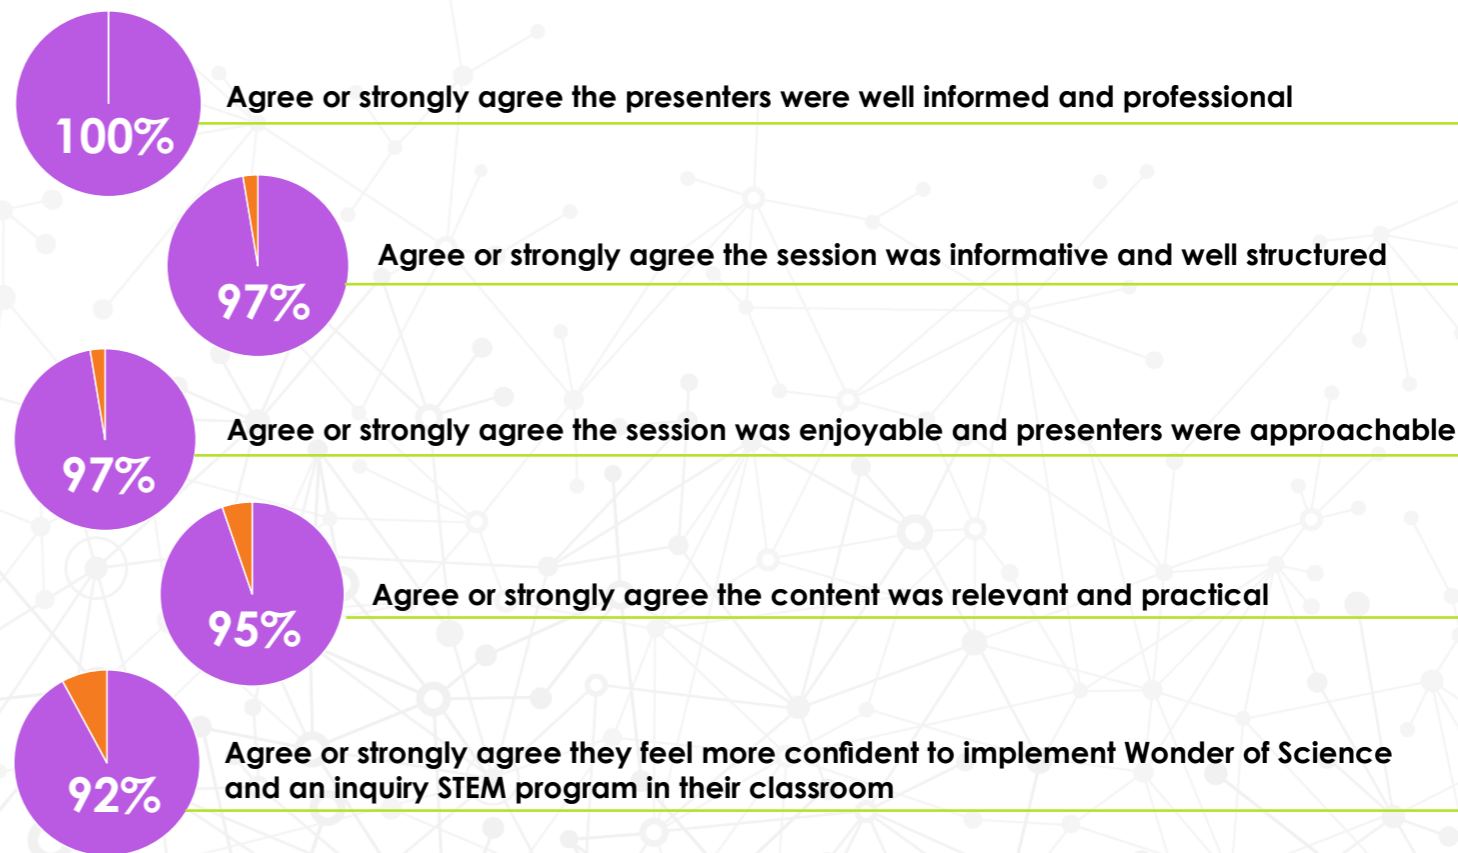 100%
Agree or strongly agree the presenters were well informed and professional
97%
Agree or strongly agree the session was informative and well structured
97%
Agree or strongly agree the session was enjoyable and presenters were approachable
95%
Agree or strongly agree the content was relevant and practical
92%
Agree or strongly agree they feel more confident to implement Wonder of Science
and an inquiry STEM program in their classroom